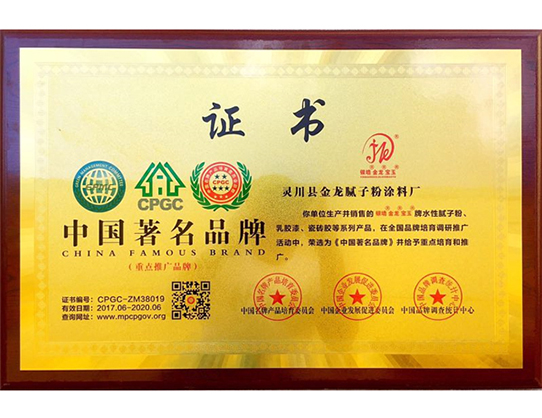 证 书
CPGC
CPGC
中国著名品牌
CHINA FAMOUS BRAND
(重点推广品牌)
证书编号:CPGC-ZM38019
有效日期:2017.06-2020.06
查询网址:www.mpcpgov.org
灵川县金龙腻子粉涂料厂
你单位生产并销售的 金龙 宝玉 牌水性腻子粉、
乳胶漆、瓷砖胶等系列产品,在全国品牌培育调研推广
活动中,荣选为《中国著名品牌》并给予重点培育和推
广。
中国名牌产品培育委员会
中国企业发展促进委员会
中国品牌调查统计中心